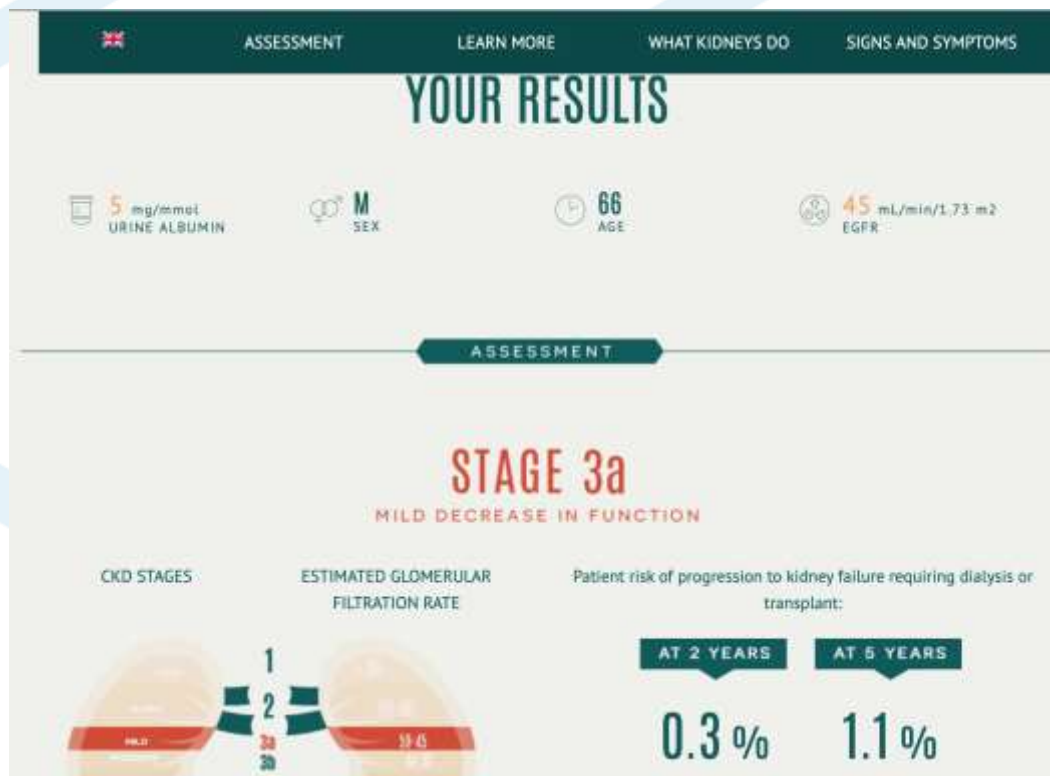 ASSESSMENT LEARN MORE WHAT KIDNEYS DO SIGNS AND SYMPTOMS
YOUR RESULTS
5 mg/mmol
URINE ALBUMIN
M
SEX
66
AGE
45 mL/min/1.73 m2
EGFR
ASSESSMENT
STAGE 3a
MILD DECREASE IN FUNCTION
CKD STAGES
ESTIMATED GLOMERULAR
FILTRATION RATE
Patient risk of progression to kidney failure requiring dialysis or
transplant:
AT 2 YEARS
AT 5 YEARS
0.3 %
1.1 %
1
2
MILD
3a
3b